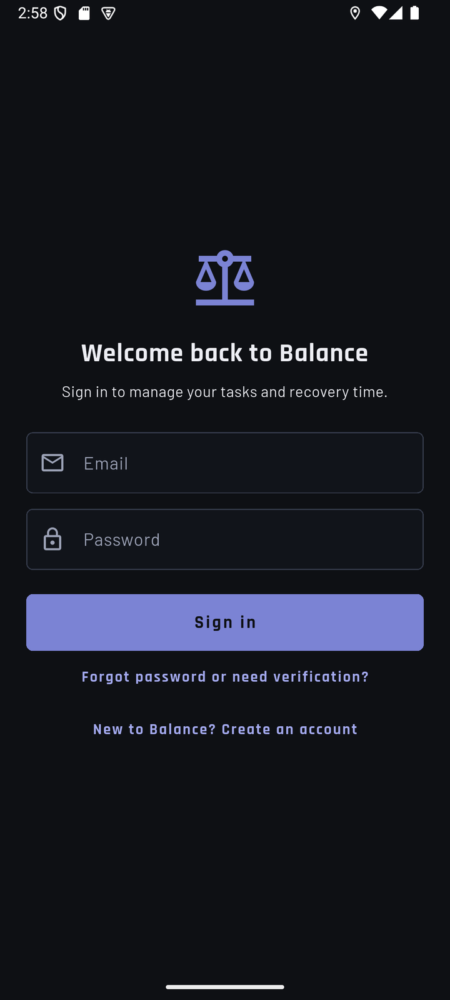 2:58
Welcome back to Balance
Sign in to manage your tasks and recovery time.
Email
Password
Sign in
Forgot password or need verification?
New to Balance? Create an account